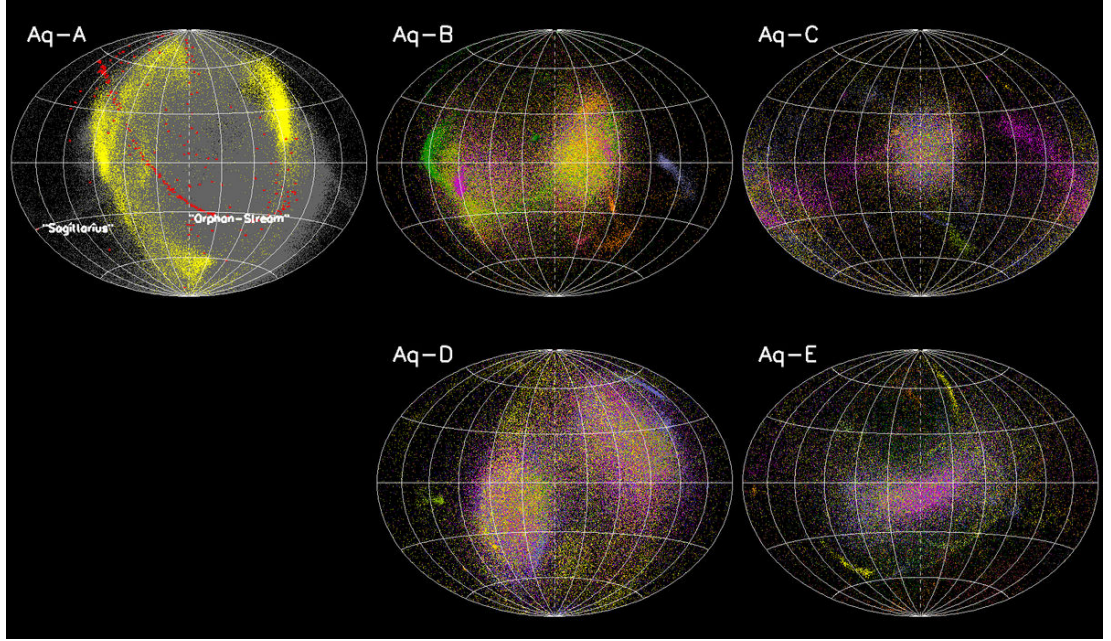 Aq-A
Aq-B
Aq-C
"Orphan-Stream"
"Sagittarius"
Aq-D
Aq-E